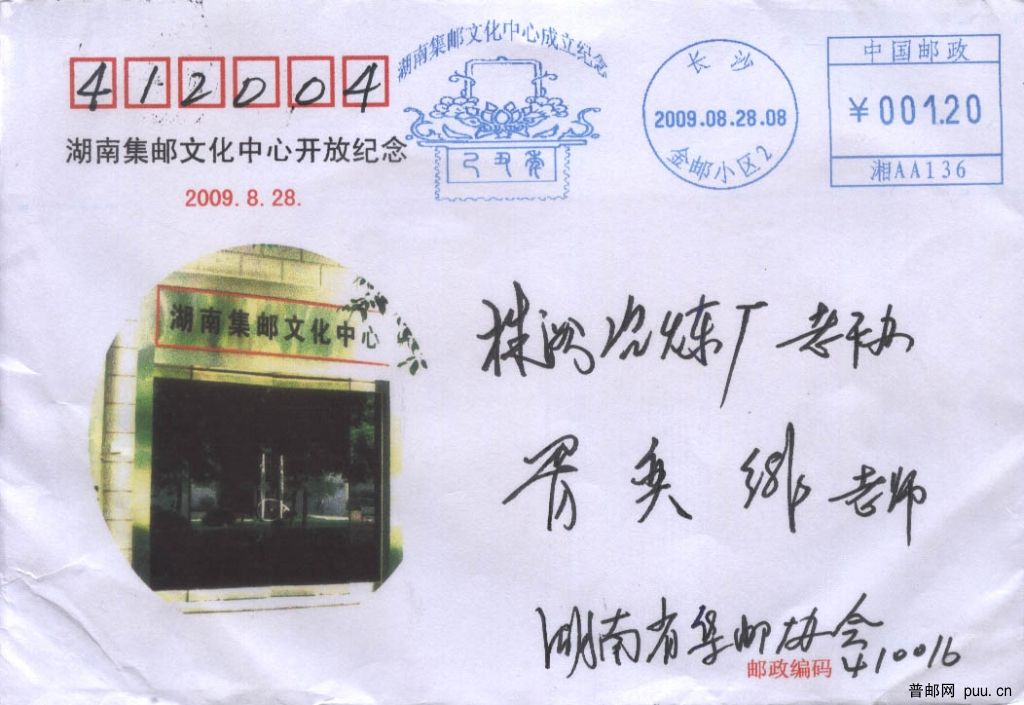 412004
湖南集邮文化中心开放纪念
2009.8.28.
湖南集邮文化中心成立纪念
己丑年
长沙
2009.08.28.08
金邮小区2
中国邮政
¥001.20
湘AA136
湖南集邮文化中心
株洲冶炼厂老干办
老师
湖南省集邮协会
邮政编码 410016
普邮网 puu.cn